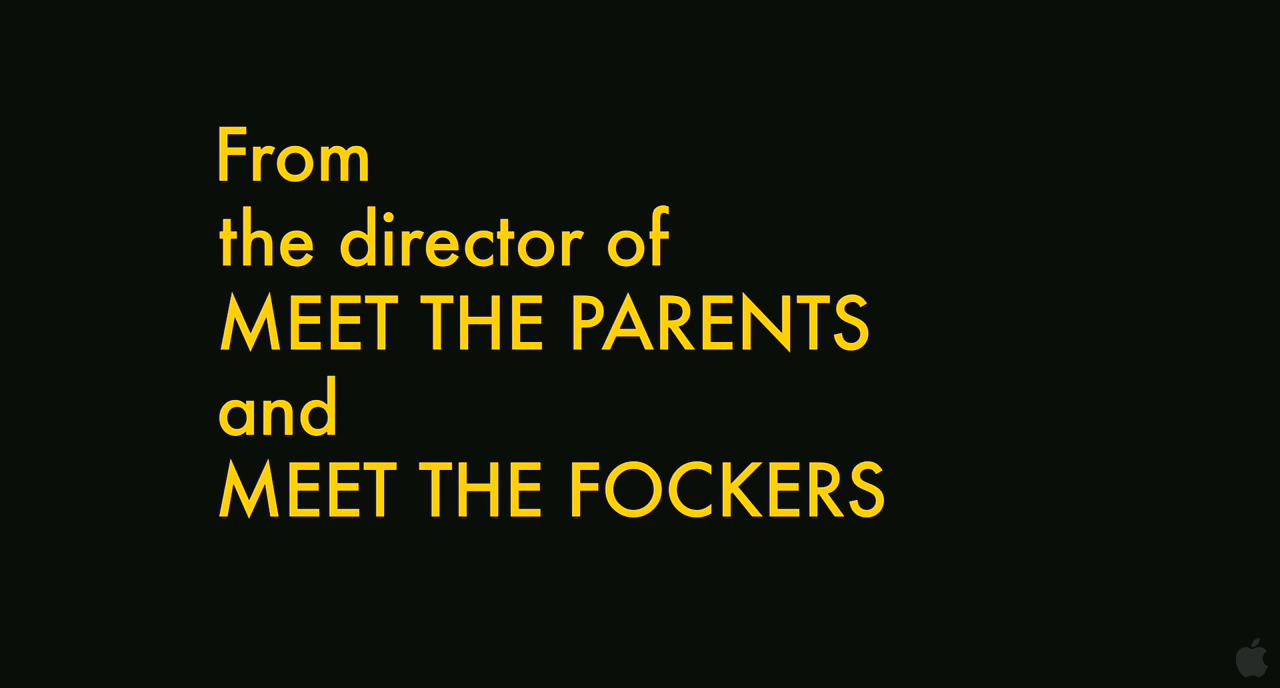 From
the director of
MEET THE PARENTS
and
MEET THE FOCKERS